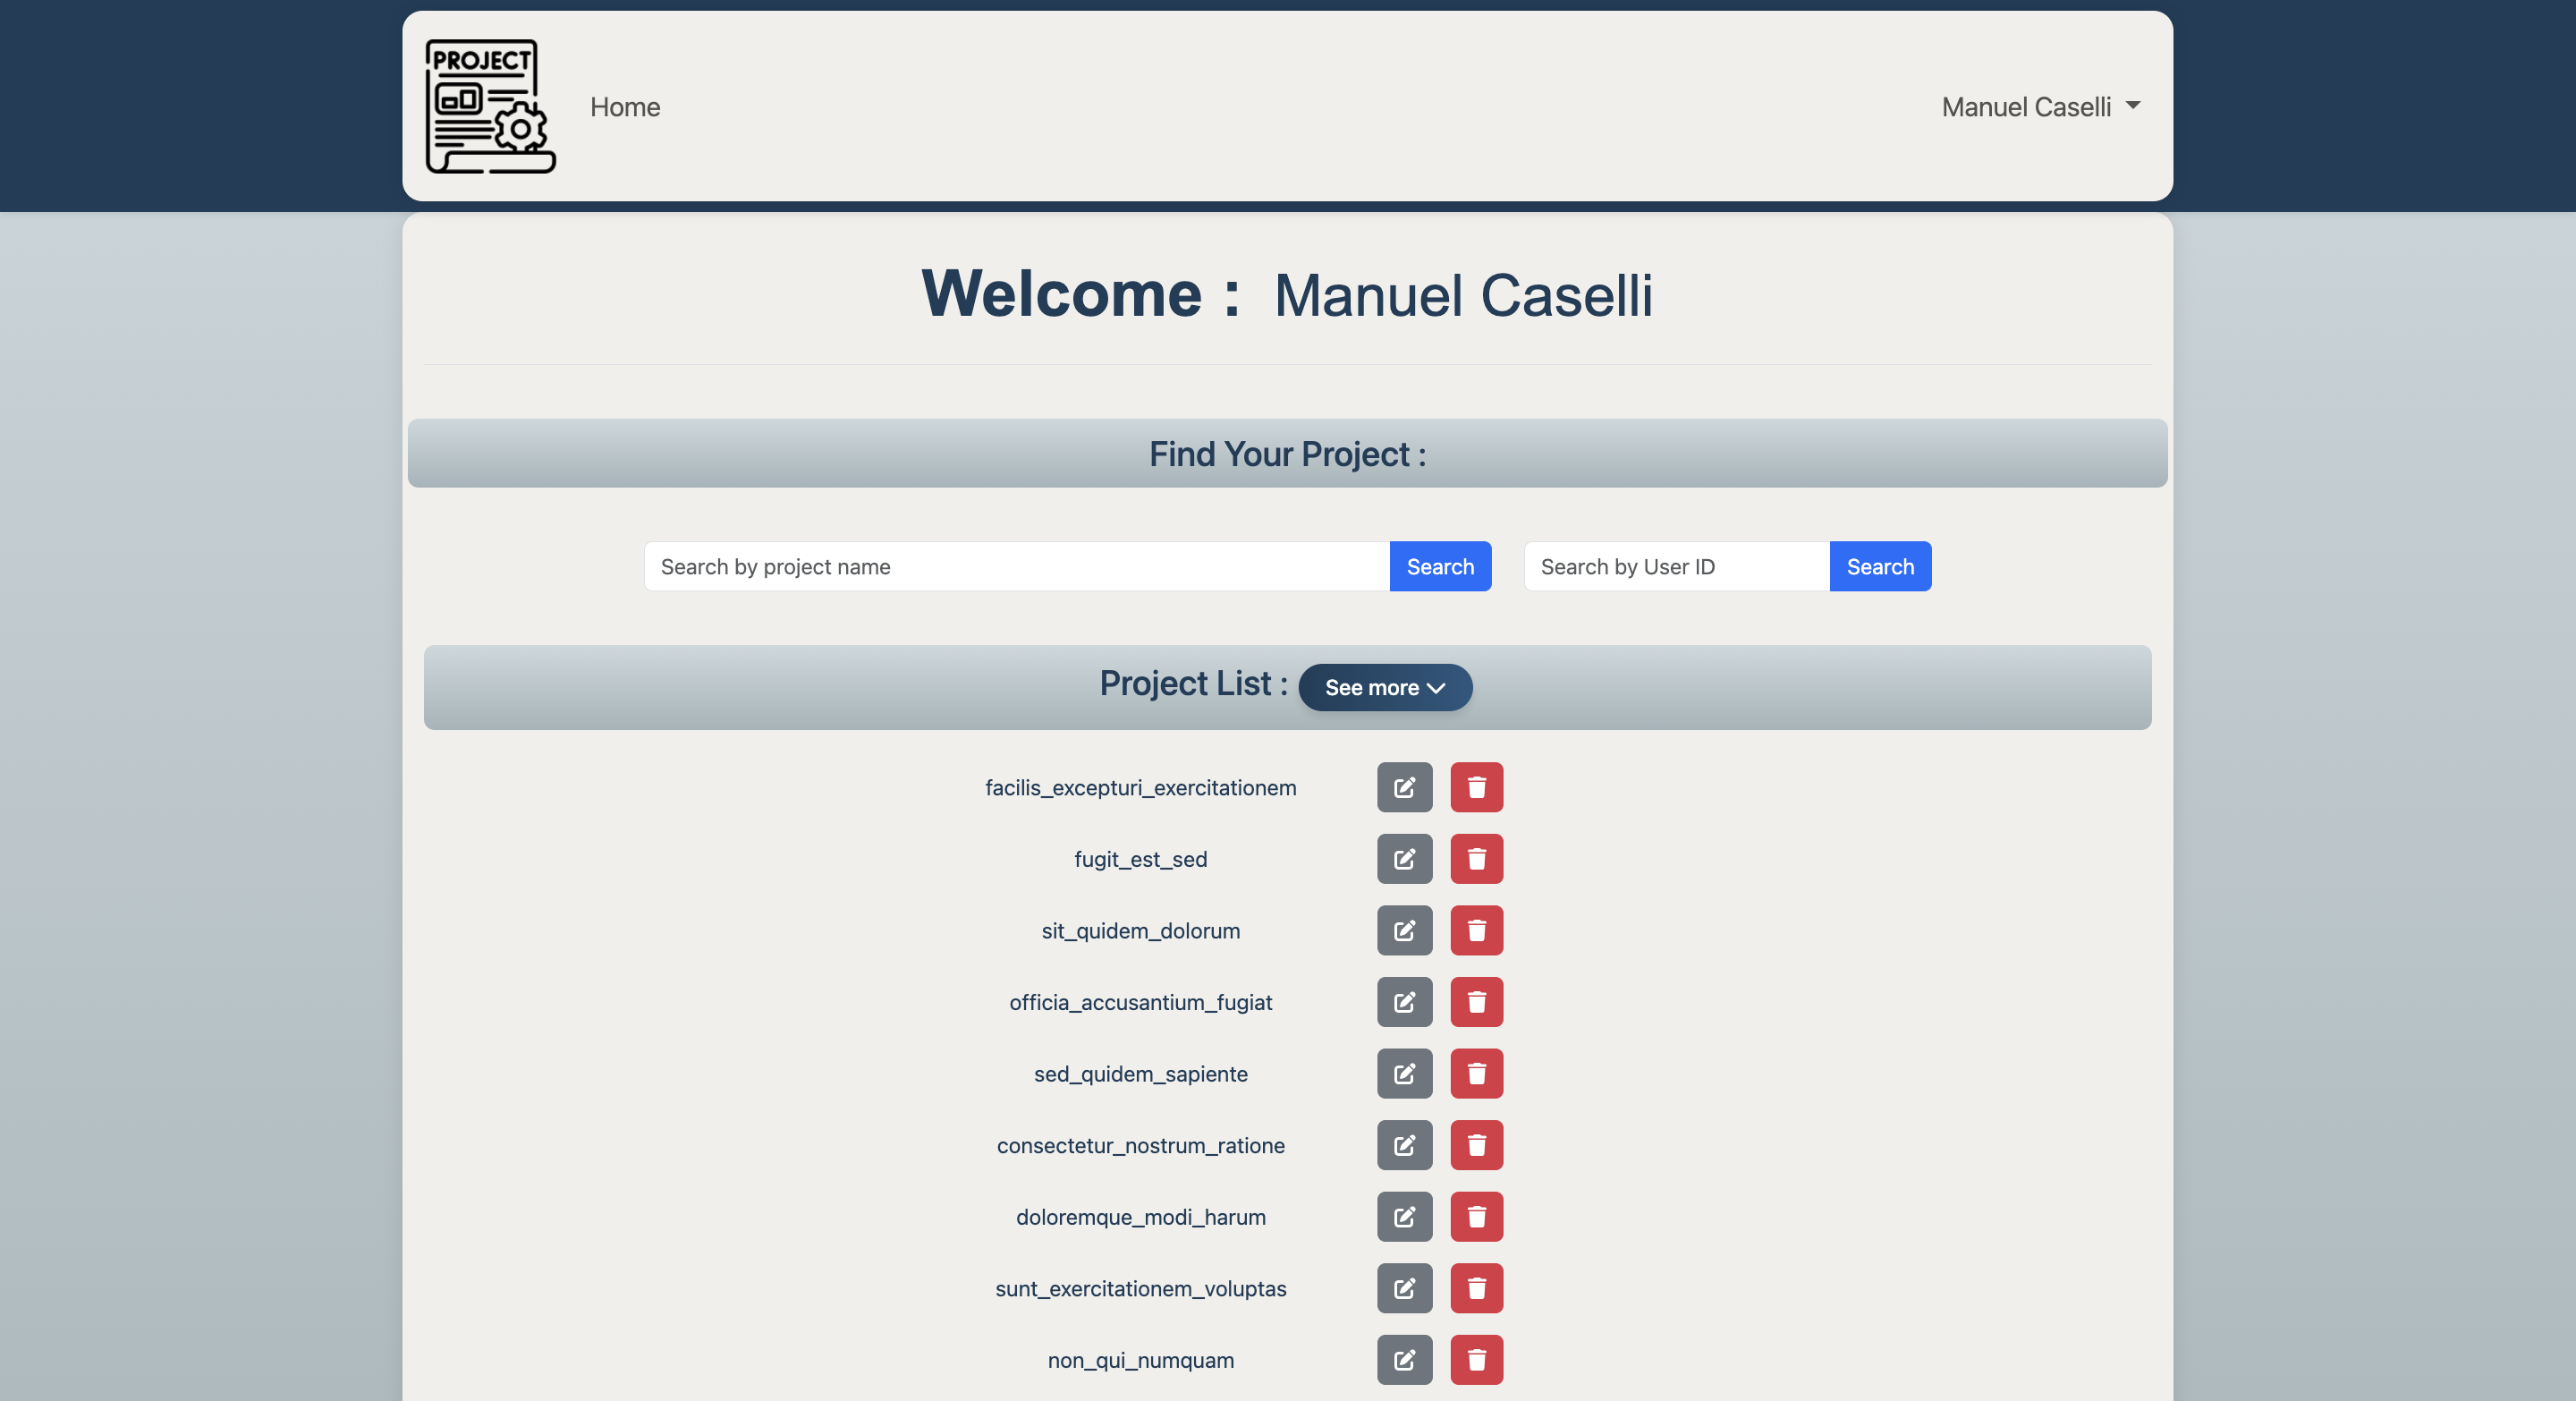 PROJECT
Home
Manuel Caselli
Welcome : Manuel Caselli
Find Your Project :
Search by project name Search Search by User ID Search
Project List : See more
facilis_excepturi_exercitationem
fugit_est_sed
sit_quidem_dolorum
officia_accusantium_fugiat
sed_quidem_sapiente
consectetur_nostrum_ratione
doloremque_modi_harum
sunt_exercitationem_voluptas
non_qui_numquam